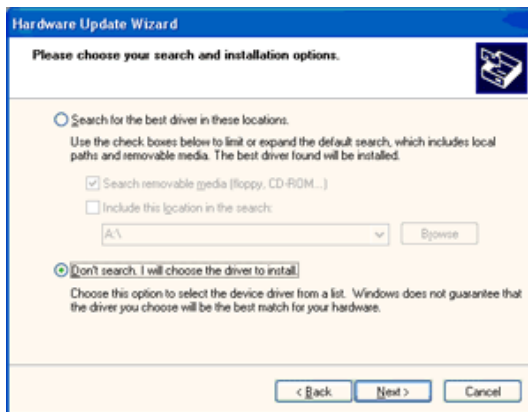 Hardware Update Wizard
Please choose your search and installation options.
Search for the best driver in these locations.
Use the check boxes below to limit or expand the default search, which includes local
paths and removable media. The best driver found will be installed.
Search removable media (floppy, CD-ROM...)
Include this location in the search:
A:\
Browse
Don't search. I will choose the driver to install.
Choose this option to select the device driver from a list. Windows does not guarantee that
the driver you choose will be the best match for your hardware.
< Back Next > Cancel